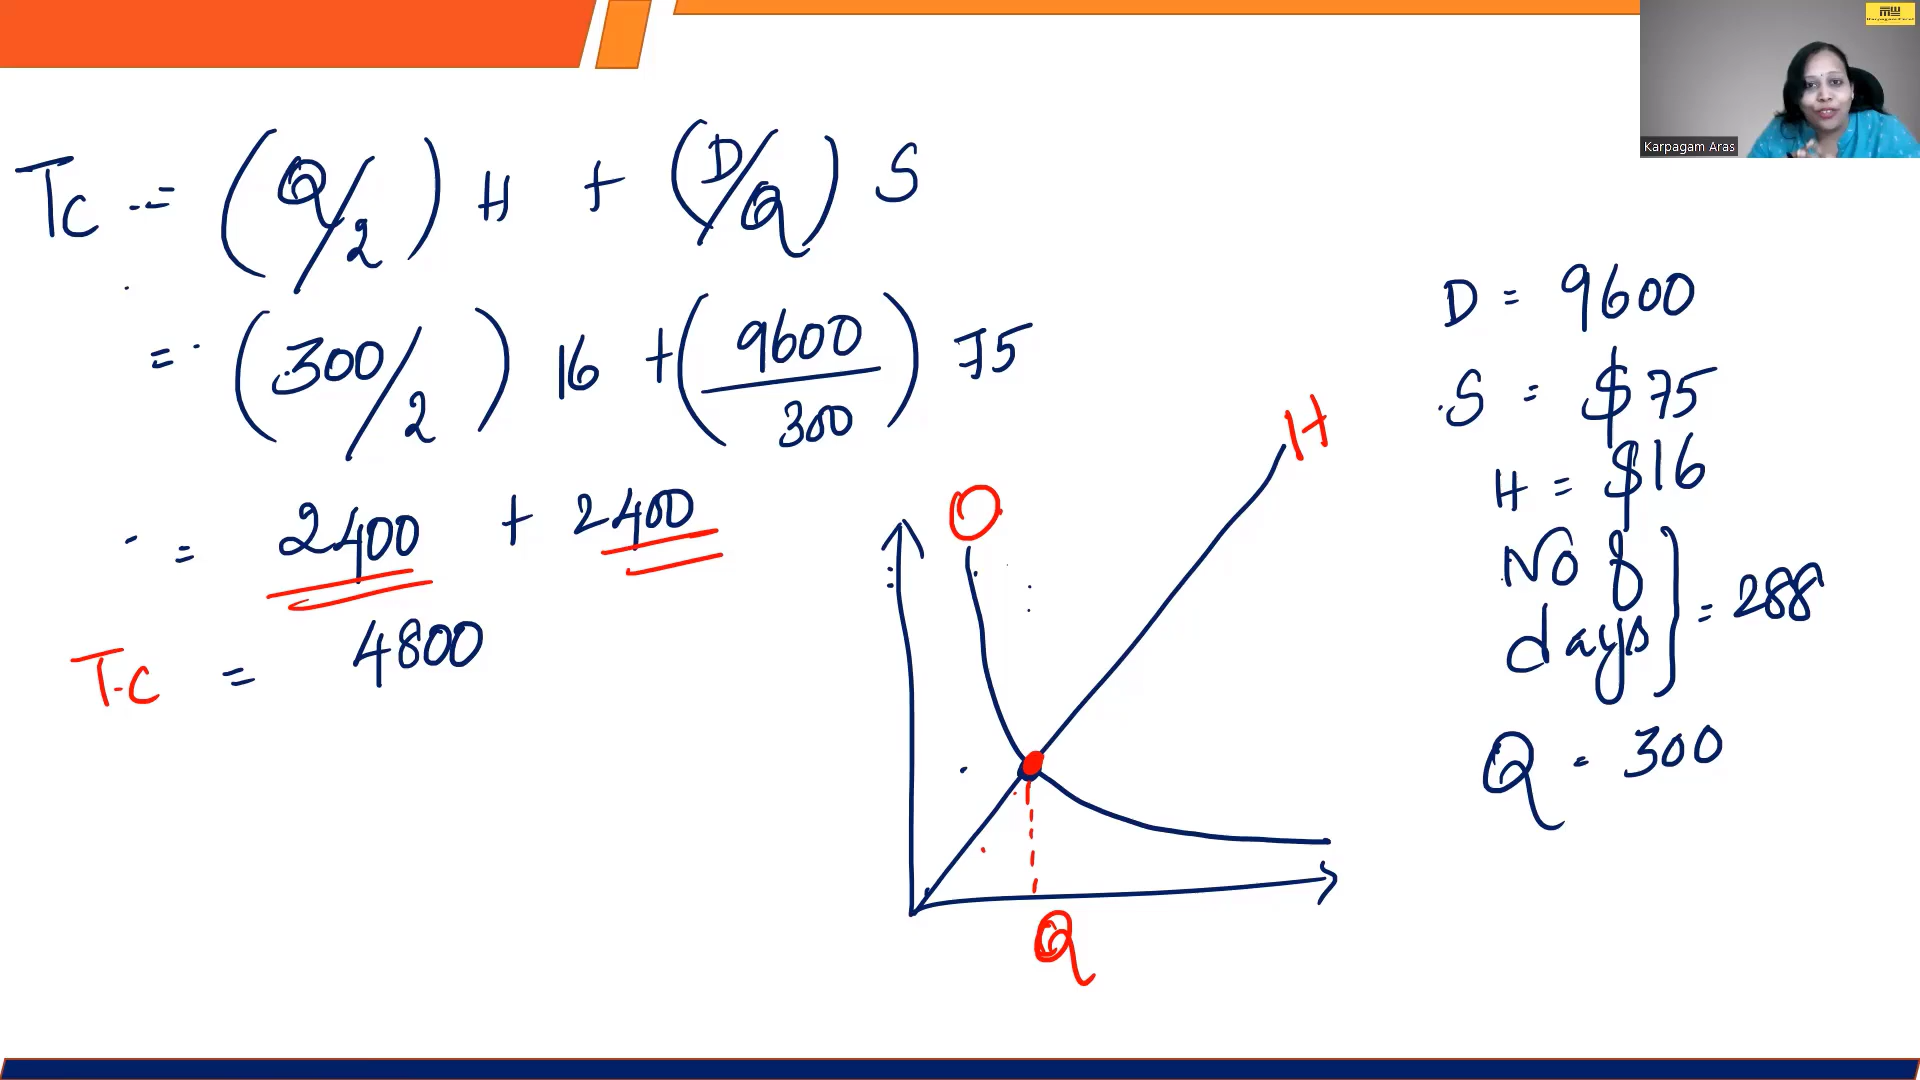 Tc = (Q/2) H + (D/Q) S
= (300/2) 16 + (9600/300) 75
= 2400 + 2400
T.C = 4800
O
H
Q
D = 9600
S = $75
H = $16
No of days} = 288
Q = 300
Karpagam Aras
MW